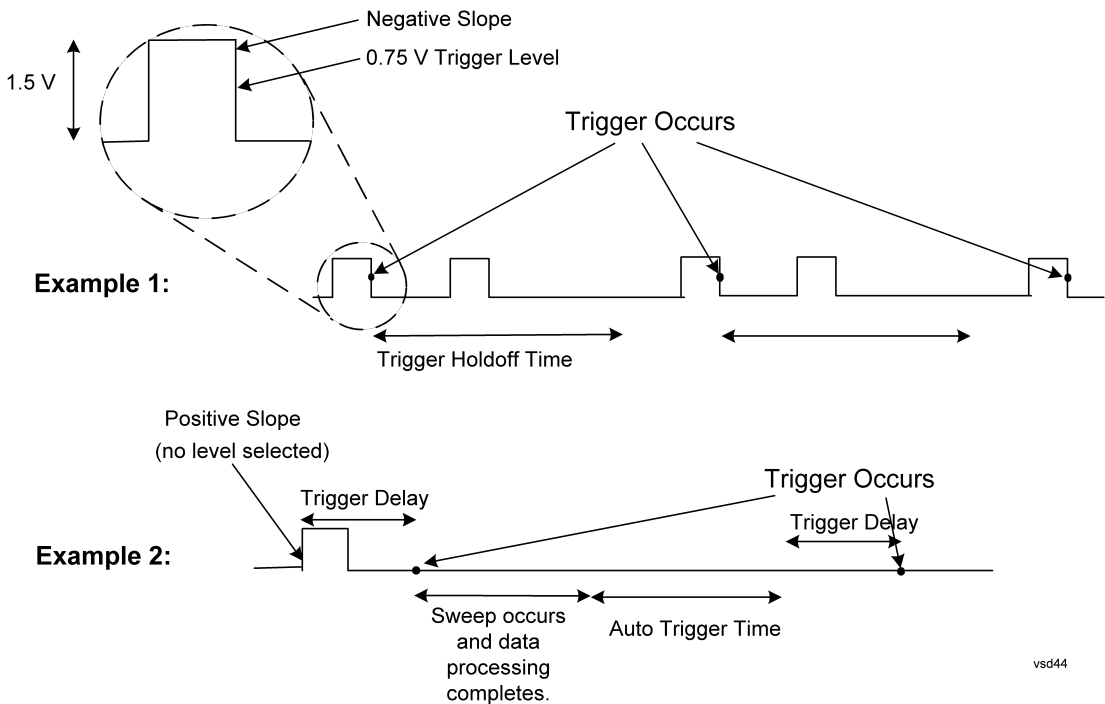 Negative Slope
0.75 V Trigger Level
1.5 V
Trigger Occurs
Example 1:
Trigger Holdoff Time
Positive Slope
(no level selected)
Trigger Delay
Trigger Occurs
Trigger Delay
Example 2:
Sweep occurs
and data
processing
completes.
Auto Trigger Time
vsd44